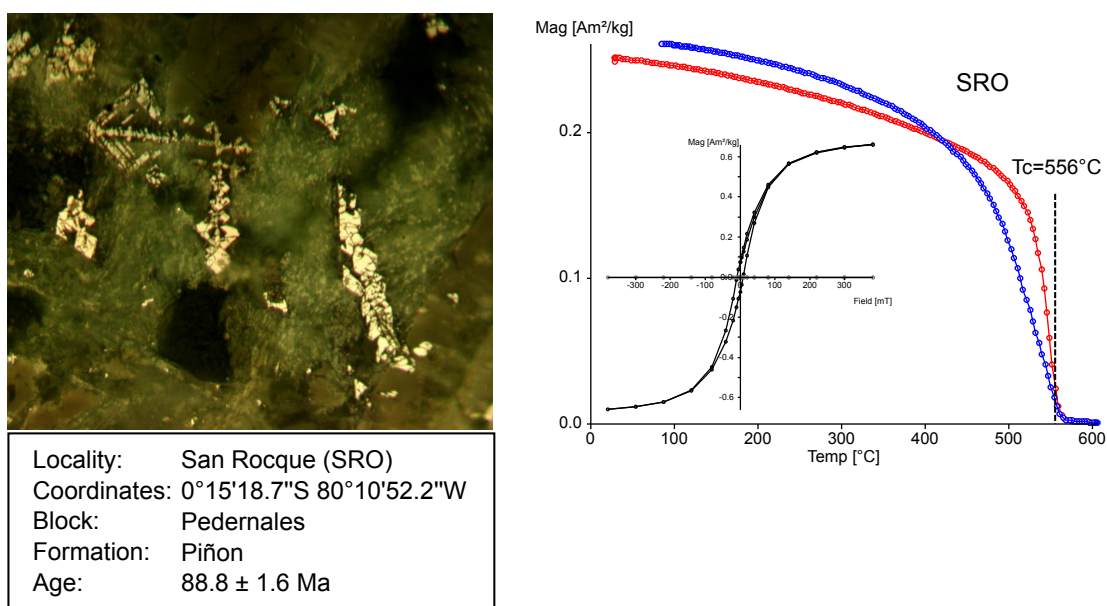 Mag [Am²/kg]
SRO
Tc=556°C
0.2
0.1
0.0
0 100 200 300 400 500 600
Temp [°C]
Mag [Am²/kg]
0.6
0.4
0.2
0.0
-0.2
-0.4
-0.6
-300 -200 -100 0 100 200 300
Field [mT]
Locality: San Rocque (SRO)
Coordinates: 0°15'18.7"S 80°10'52.2"W
Block: Pedernales
Formation: Piñon
Age: 88.8 ± 1.6 Ma